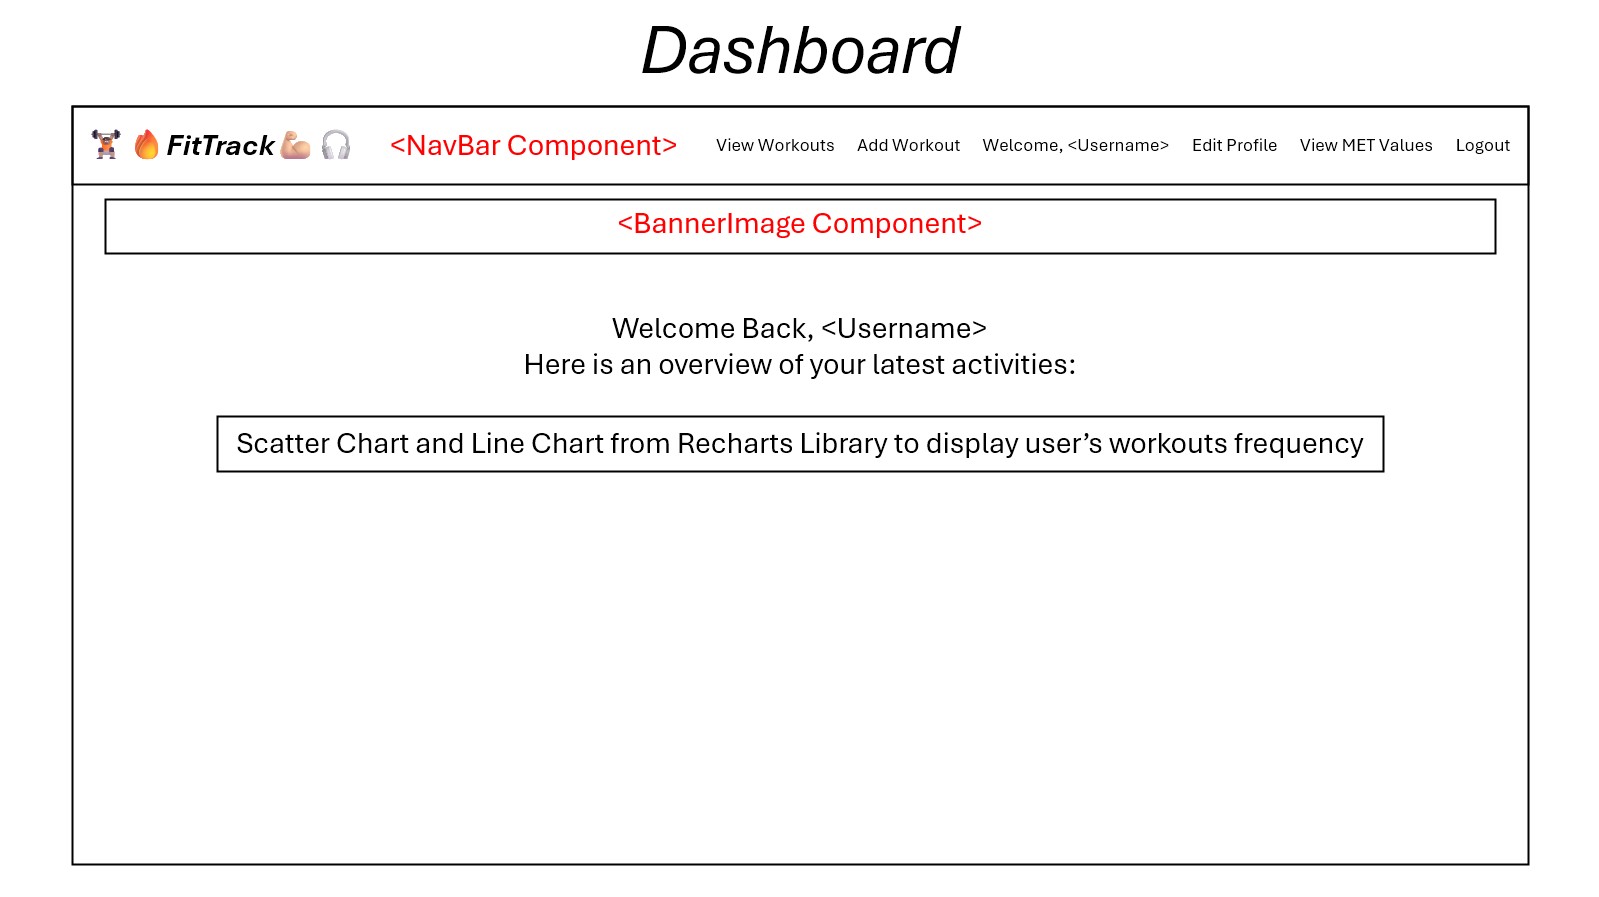 Dashboard
FitTrack <NavBar Component> View Workouts Add Workout Welcome, <Username> Edit Profile View MET Values Logout
<BannerImage Component>
Welcome Back, <Username>
Here is an overview of your latest activities:
Scatter Chart and Line Chart from Recharts Library to display user’s workouts frequency